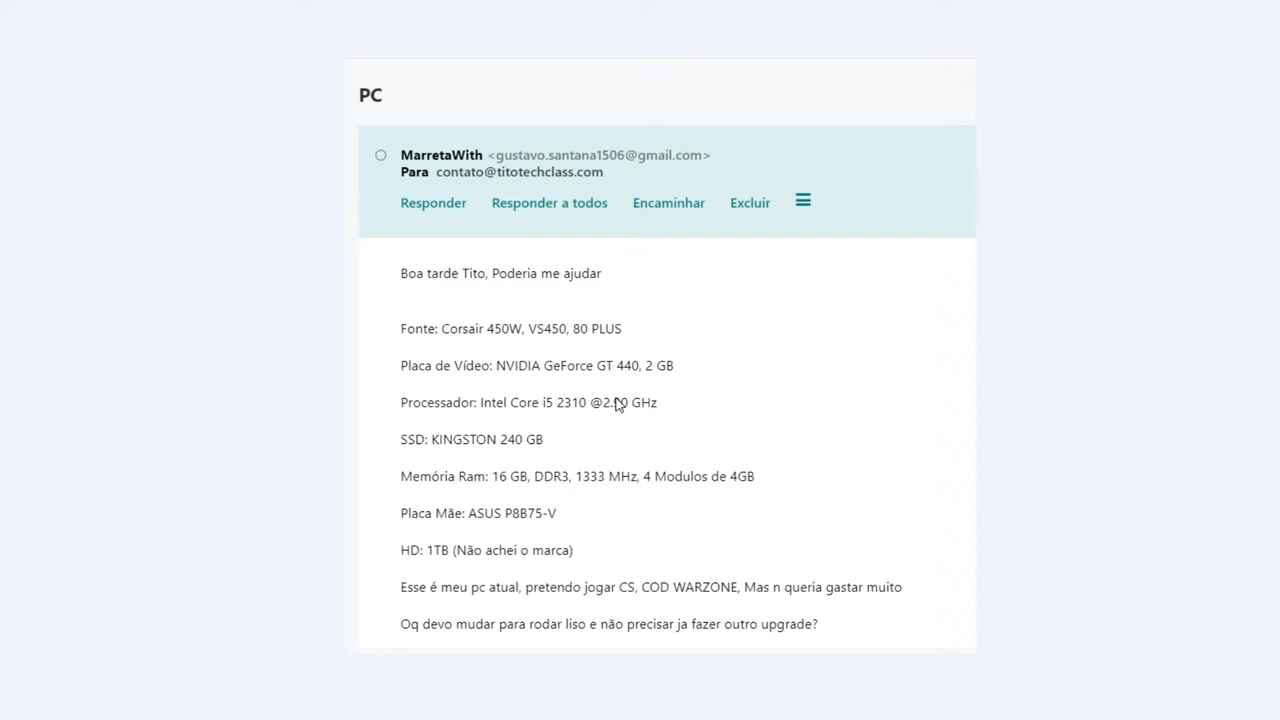 PC
MarretaWith <gustavo.santana1506@gmail.com>
Para contato@titotechclass.com
Responder Responder a todos Encaminhar Excluir
Boa tarde Tito, Poderia me ajudar
Fonte: Corsair 450W, VS450, 80 PLUS
Placa de Vídeo: NVIDIA GeForce GT 440, 2 GB
Processador: Intel Core i5 2310 GHz
SSD: KINGSTON 240 GB
Memória Ram: 16 GB, DDR3, 1333 MHz, 4 Modulos de 4GB
Placa Mãe: ASUS P8B75-V
HD: 1TB (Não achei o marca)
Esse é meu pc atual, pretendo jogar CS, COD WARZONE, Mas n queria gastar muito
Oq devo mudar para rodar liso e não precisar ja fazer outro upgrade?